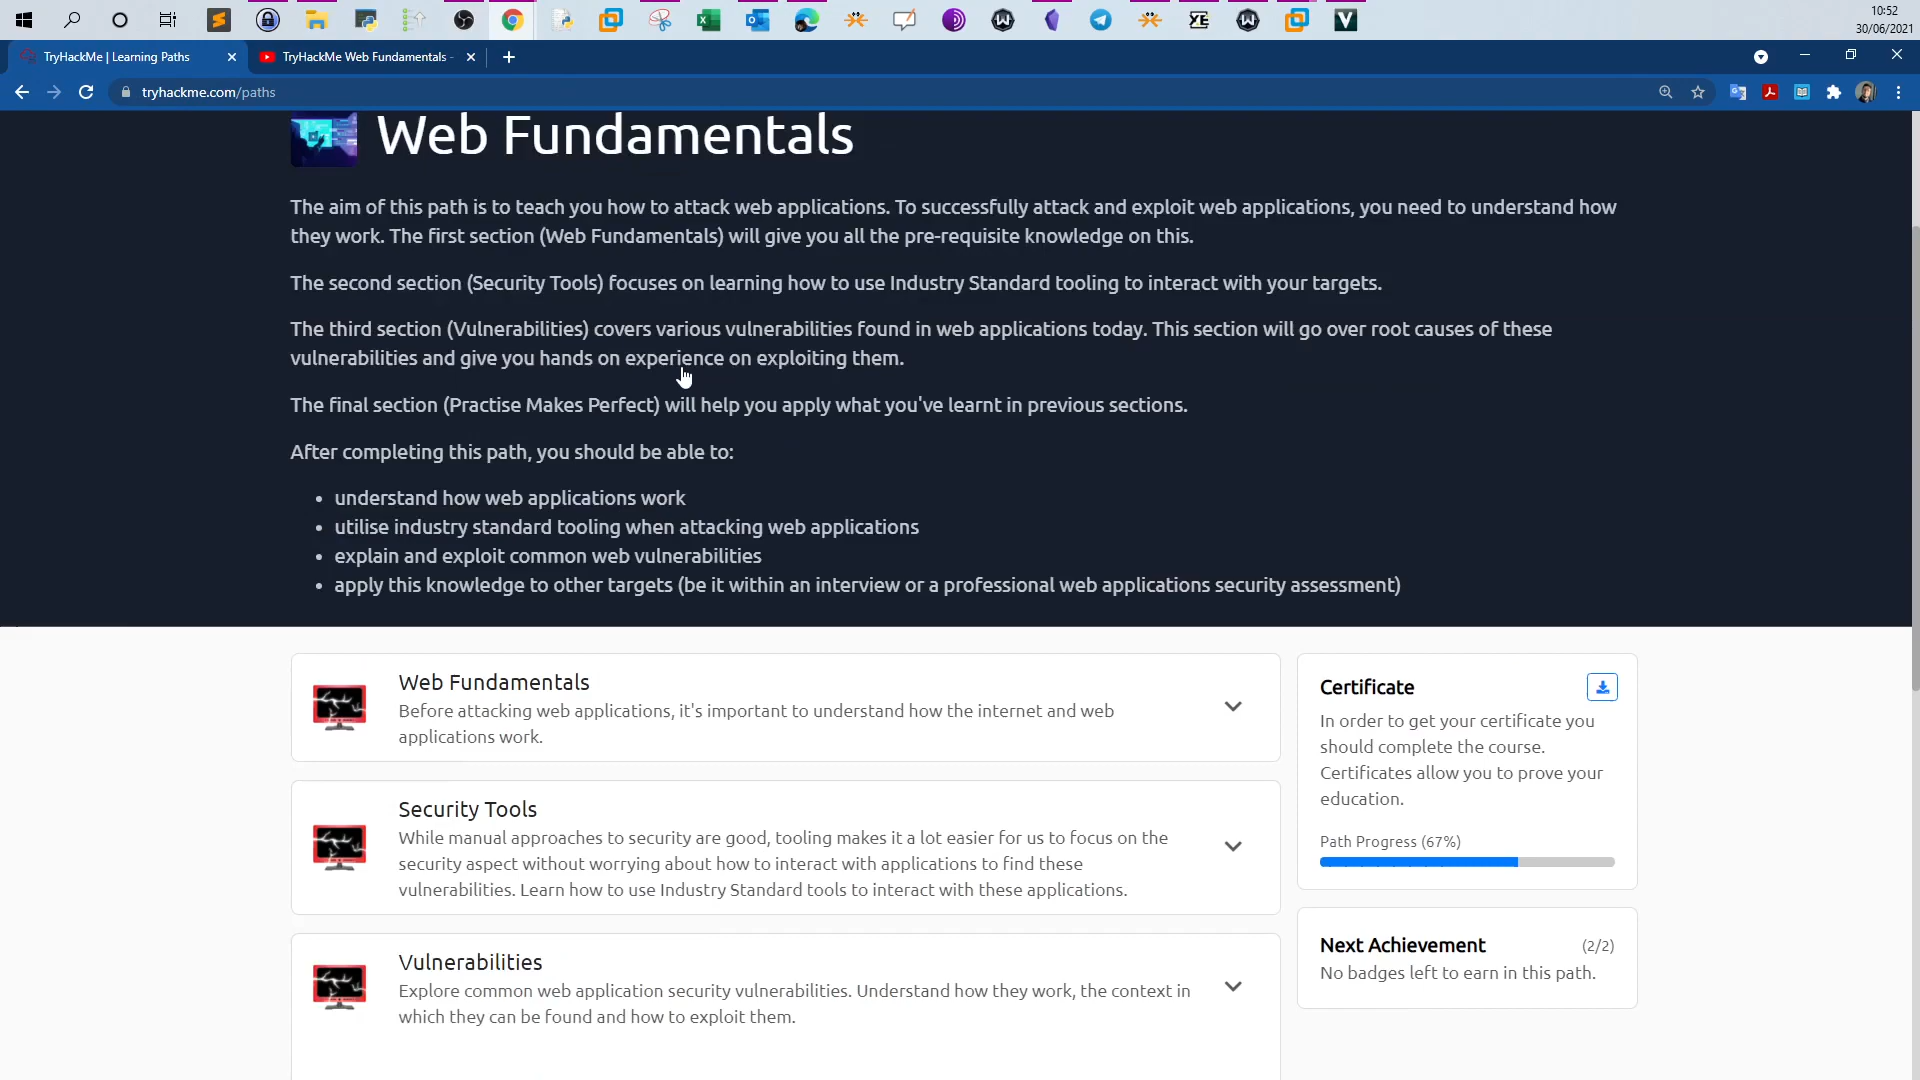 10:52
30/06/2021
TryHackMe | Learning Paths
TryHackMe Web Fundamentals -
tryhackme.com/paths
Web Fundamentals
The aim of this path is to teach you how to attack web applications. To successfully attack and exploit web applications, you need to understand how
they work. The first section (Web Fundamentals) will give you all the pre-requisite knowledge on this.
The second section (Security Tools) focuses on learning how to use Industry Standard tooling to interact with your targets.
The third section (Vulnerabilities) covers various vulnerabilities found in web applications today. This section will go over root causes of these
vulnerabilities and give you hands on experience on exploiting them.
The final section (Practise Makes Perfect) will help you apply what you've learnt in previous sections.
After completing this path, you should be able to:
• understand how web applications work
• utilise industry standard tooling when attacking web applications
• explain and exploit common web vulnerabilities
• apply this knowledge to other targets (be it within an interview or a professional web applications security assessment)
Web Fundamentals
Before attacking web applications, it's important to understand how the internet and web
applications work.
Security Tools
While manual approaches to security are good, tooling makes it a lot easier for us to focus on the
security aspect without worrying about how to interact with applications to find these
vulnerabilities. Learn how to use Industry Standard tools to interact with these applications.
Vulnerabilities
Explore common web application security vulnerabilities. Understand how they work, the context in
which they can be found and how to exploit them.
Certificate
In order to get your certificate you
should complete the course.
Certificates allow you to prove your
education.
Path Progress (67%)
Next Achievement (2/2)
No badges left to earn in this path.